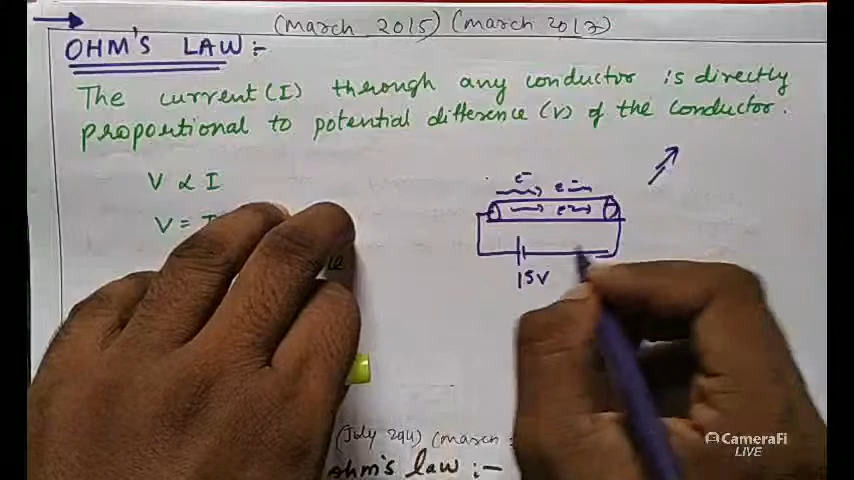 (March 2015) (March 2017)
OHM'S LAW :-
The current (I) through any conductor is directly
proportional to potential difference (V) of the conductor.
V ∝ I
V =
e⁻ e⁻
15V
(July 2014) (March
ohm's law :-
CameraFi
LIVE